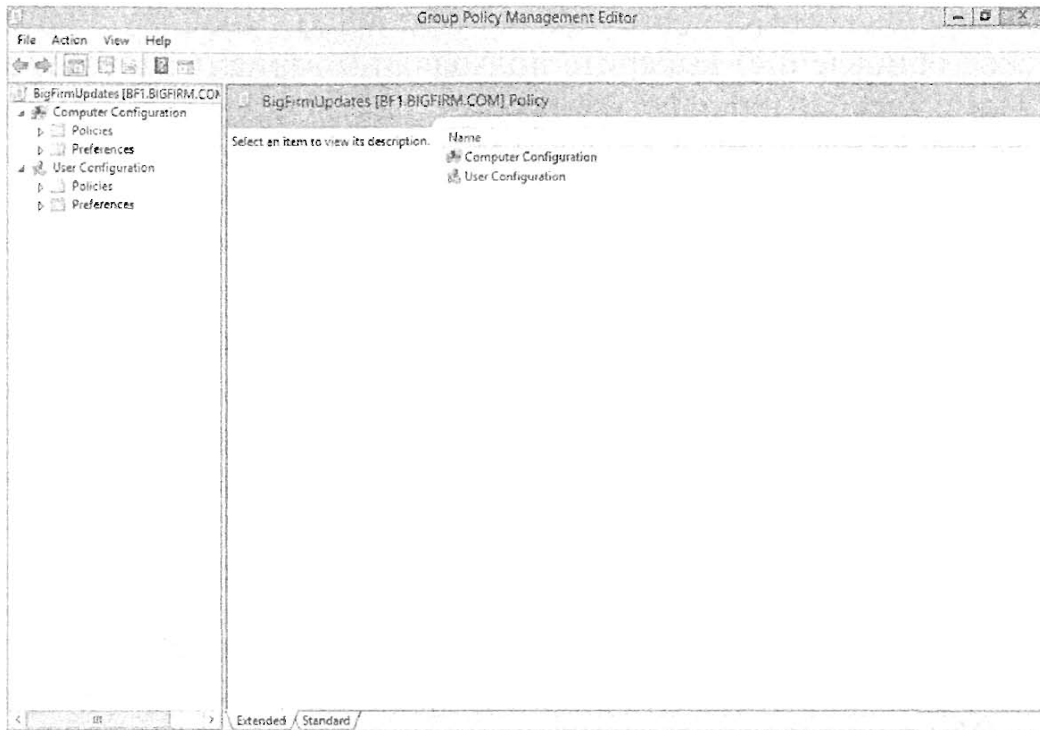 Group Policy Management Editor
File Action View Help
BigFirmUpdates [BF1.BIGFIRM.COM
Computer Configuration
Policies
Preferences
User Configuration
Policies
Preferences
BigFirmUpdates [BF1.BIGFIRM.COM] Policy
Select an item to view its description.
Name
Computer Configuration
User Configuration
Extended Standard